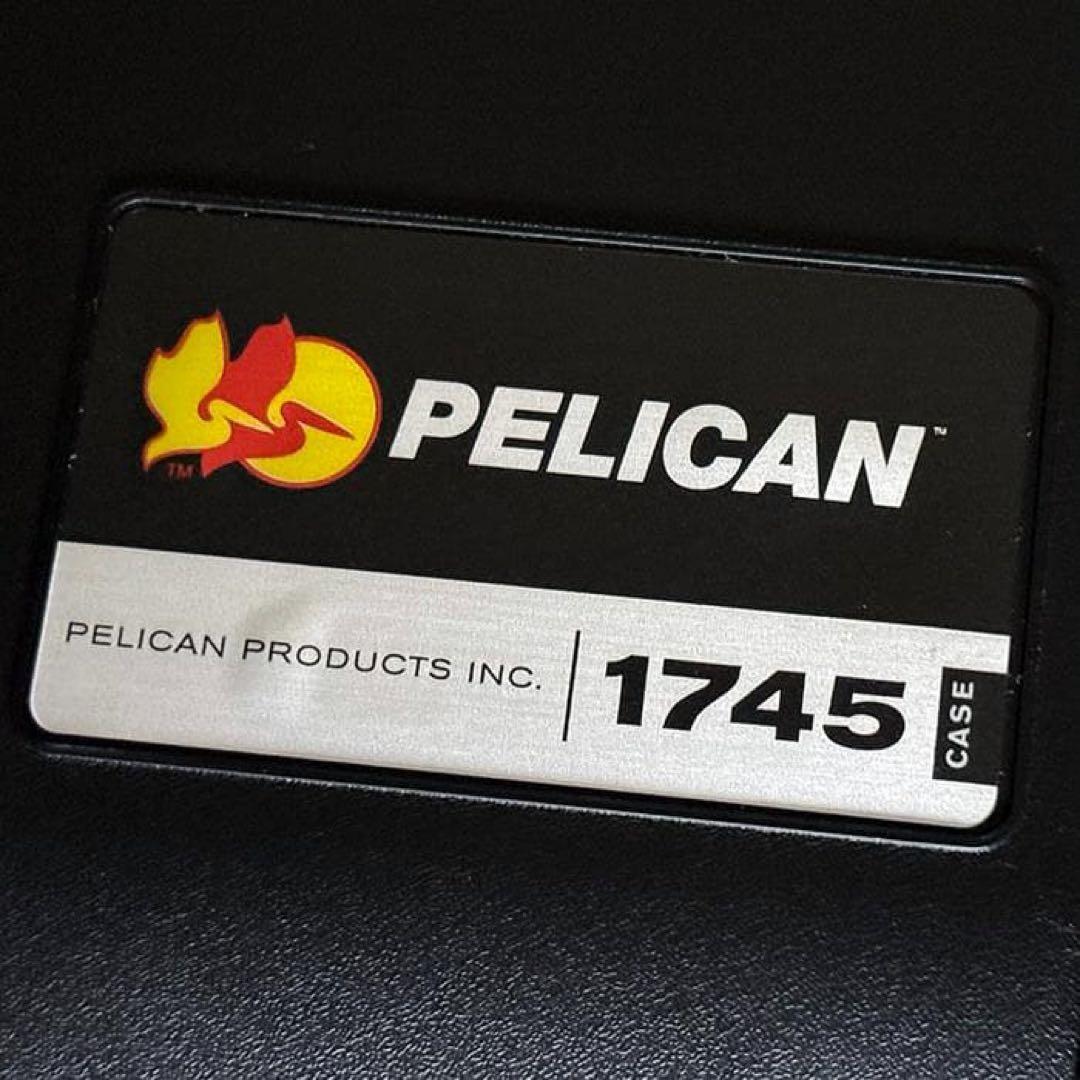 PELICAN™
TM
PELICAN PRODUCTS INC.
1745
CASE